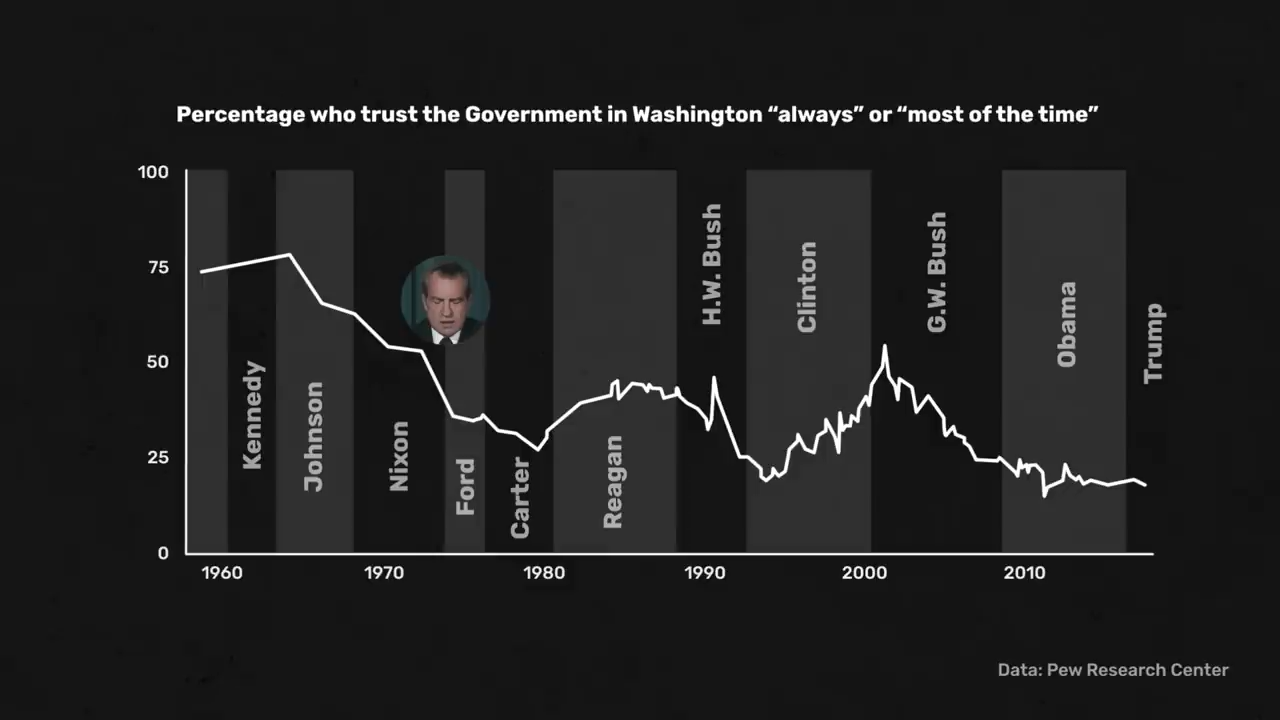 Percentage who trust the Government in Washington “always” or “most of the time”
100
75
50
25
0
Kennedy
Johnson
Nixon
Ford
Carter
Reagan
H.W. Bush
Clinton
G.W. Bush
Obama
Trump
1960
1970
1980
1990
2000
2010
Data: Pew Research Center